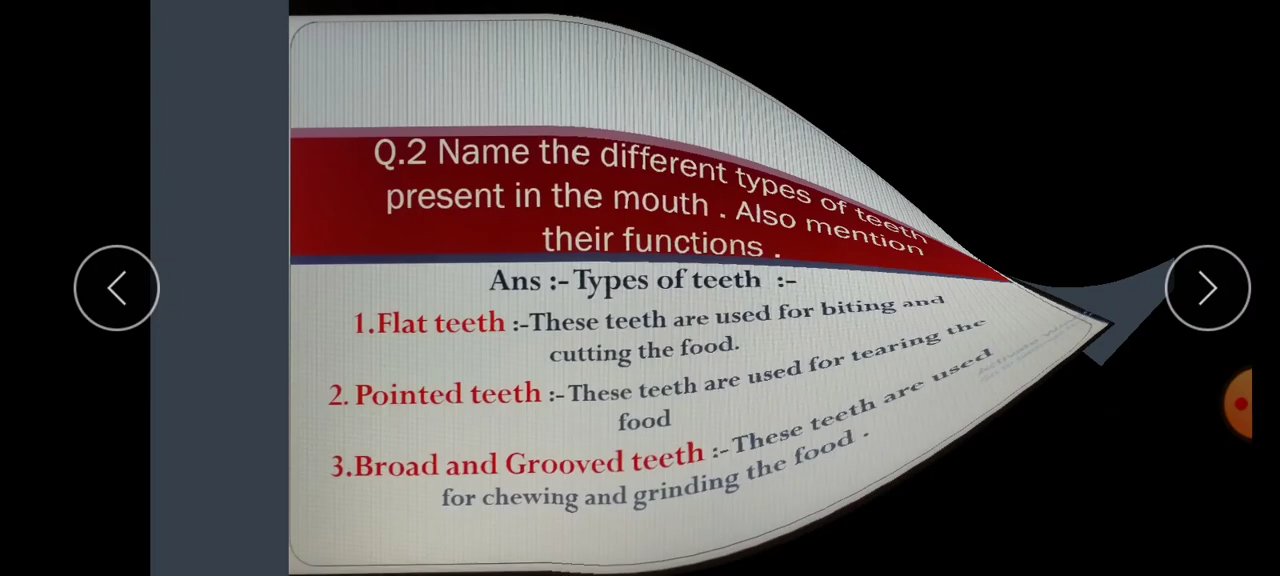 Q.2 Name the different types of teeth
present in the mouth . Also mention
their functions .
Ans :- Types of teeth :-
1.Flat teeth :-These teeth are used for biting and
cutting the food.
2. Pointed teeth :-These teeth are used for tearing the
food
3.Broad and Grooved teeth :-These teeth are used
for chewing and grinding the food .